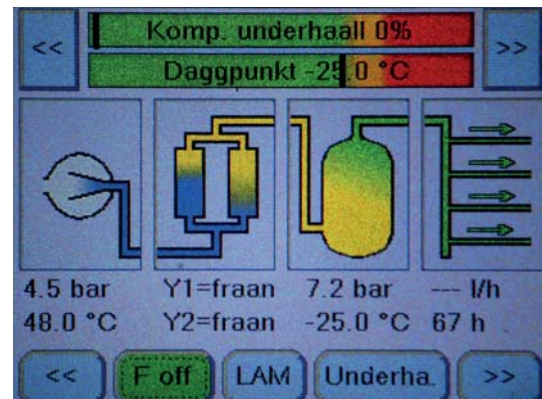 << Komp. underhaall 0% >>
Daggpunkt -25.0 °C
4.5 bar Y1=fraan 7.2 bar --- l/h
48.0 °C Y2=fraan -25.0 °C 67 h
<< F off LAM Underha. >>